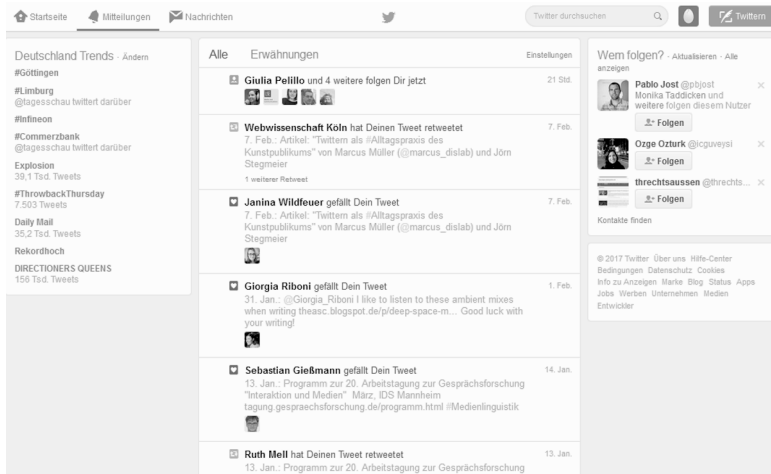 Startseite Mitteilungen Nachrichten Twitter durchsuchen Twittern
Deutschland Trends · Ändern
#Göttingen
#Limburg
@tagesschau twittert darüber
#Infineon
#Commerzbank
@tagesschau twittert darüber
Explosion
39,1 Tsd. Tweets
#ThrowbackThursday
7.503 Tweets
Daily Mail
35,2 Tsd. Tweets
Rekordhoch
DIRECTIONERS QUEENS
156 Tsd. Tweets
Alle Erwähnungen Einstellungen
Giulia Pelillo und 4 weitere folgen Dir jetzt 21 Std.
Webwissenschaft Köln hat Deinen Tweet retweetet 7. Feb.
7. Feb.: Artikel: "Twittern als #Alltagspraxis des
Kunstpublikums" von Marcus Müller (@marcus_dislab) und Jörn
Stegmeier
1 weiterer Retweet
Janina Wildfeuer gefällt Dein Tweet 7. Feb.
7. Feb.: Artikel: "Twittern als #Alltagspraxis des
Kunstpublikums" von Marcus Müller (@marcus_dislab) und Jörn
Stegmeier
Giorgia Riboni gefällt Dein Tweet 1. Feb.
31. Jan.: @Giorgia_Riboni I like to listen to these ambient mixes
when writing theasc.blogspot.de/p/deep-space-m... Good luck with
your writing!
Sebastian Gießmann gefällt Dein Tweet 14. Jan.
13. Jan.: Programm zur 20. Arbeitstagung zur Gesprächsforschung
"Interaktion und Medien" März, IDS Mannheim
tagung.gespraechsforschung.de/programm.html #Medienlinguistik
Ruth Mell hat Deinen Tweet retweetet 13. Jan.
13. Jan.: Programm zur 20. Arbeitstagung zur Gesprächsforschung
Wem folgen? · Aktualisieren · Alle
anzeigen
Pablo Jost @pbjost
Monika Taddicken und
weitere folgen diesem Nutzer
Folgen
Ozge Ozturk @icguveysi
Folgen
threchtsaussen @threchts...
Folgen
Kontakte finden
© 2017 Twitter Über uns Hilfe-Center
Bedingungen Datenschutz Cookies
Info zu Anzeigen Marke Blog Status Apps
Jobs Werben Unternehmen Medien
Entwickler